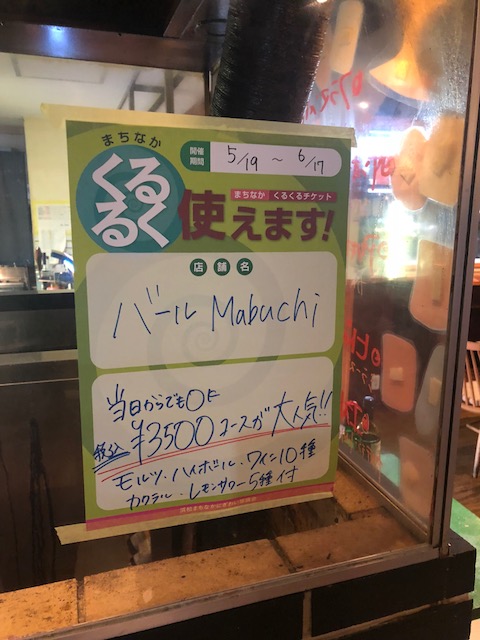 まちなか
くる
るく
開催
期間
5/19 ~ 6/17
まちなか くるくるチケット
使えます!
店舗名
バール Mabuchi
当日からでもOK
税込 ¥3500コースが大人気!!
モルツ・ハイボール・ワイン10種
カクテル・レモンサワー5種付